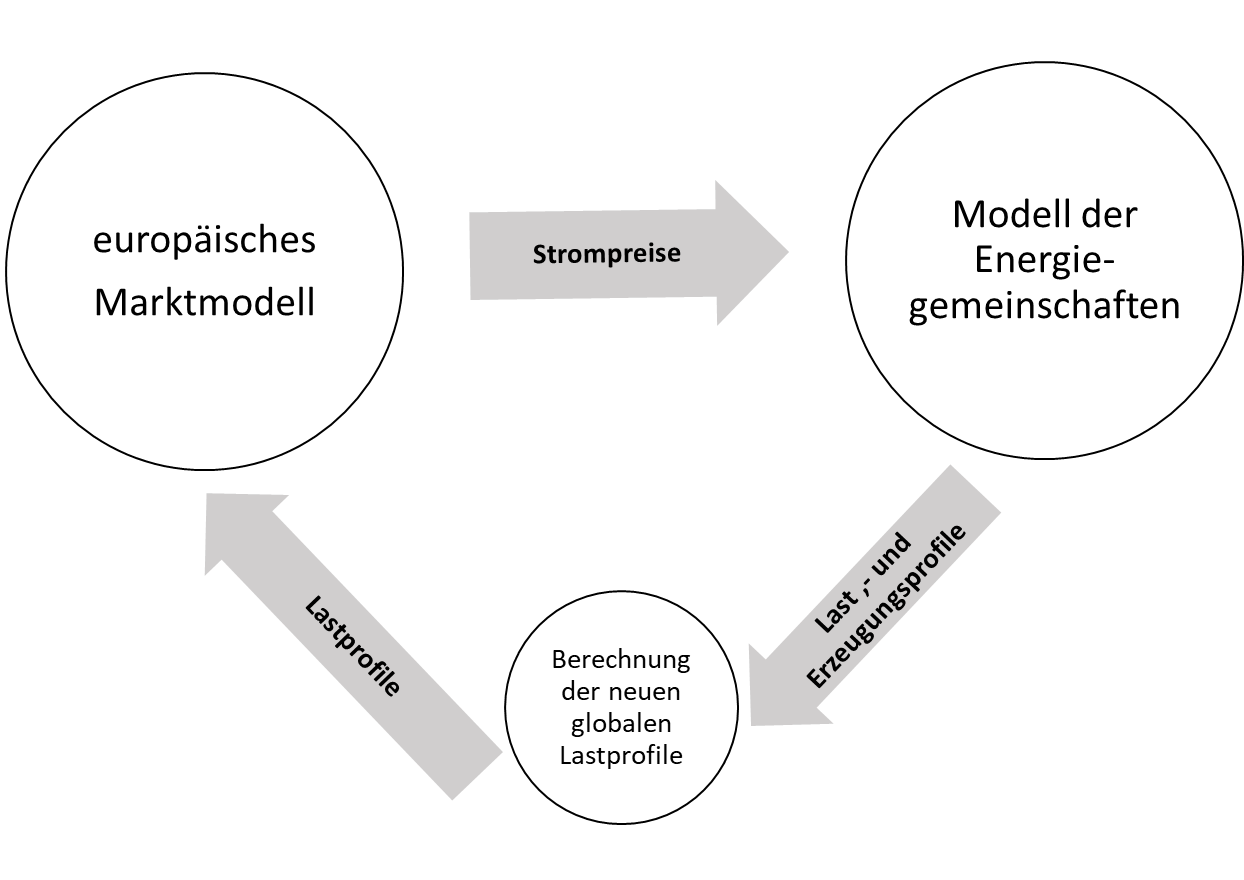 europäisches
Marktmodell
Strompreise
Modell der
Energie-
gemeinschaften
Last ,- und
Erzeugungsprofile
Berechnung
der neuen
globalen
Lastprofile
Lastprofile